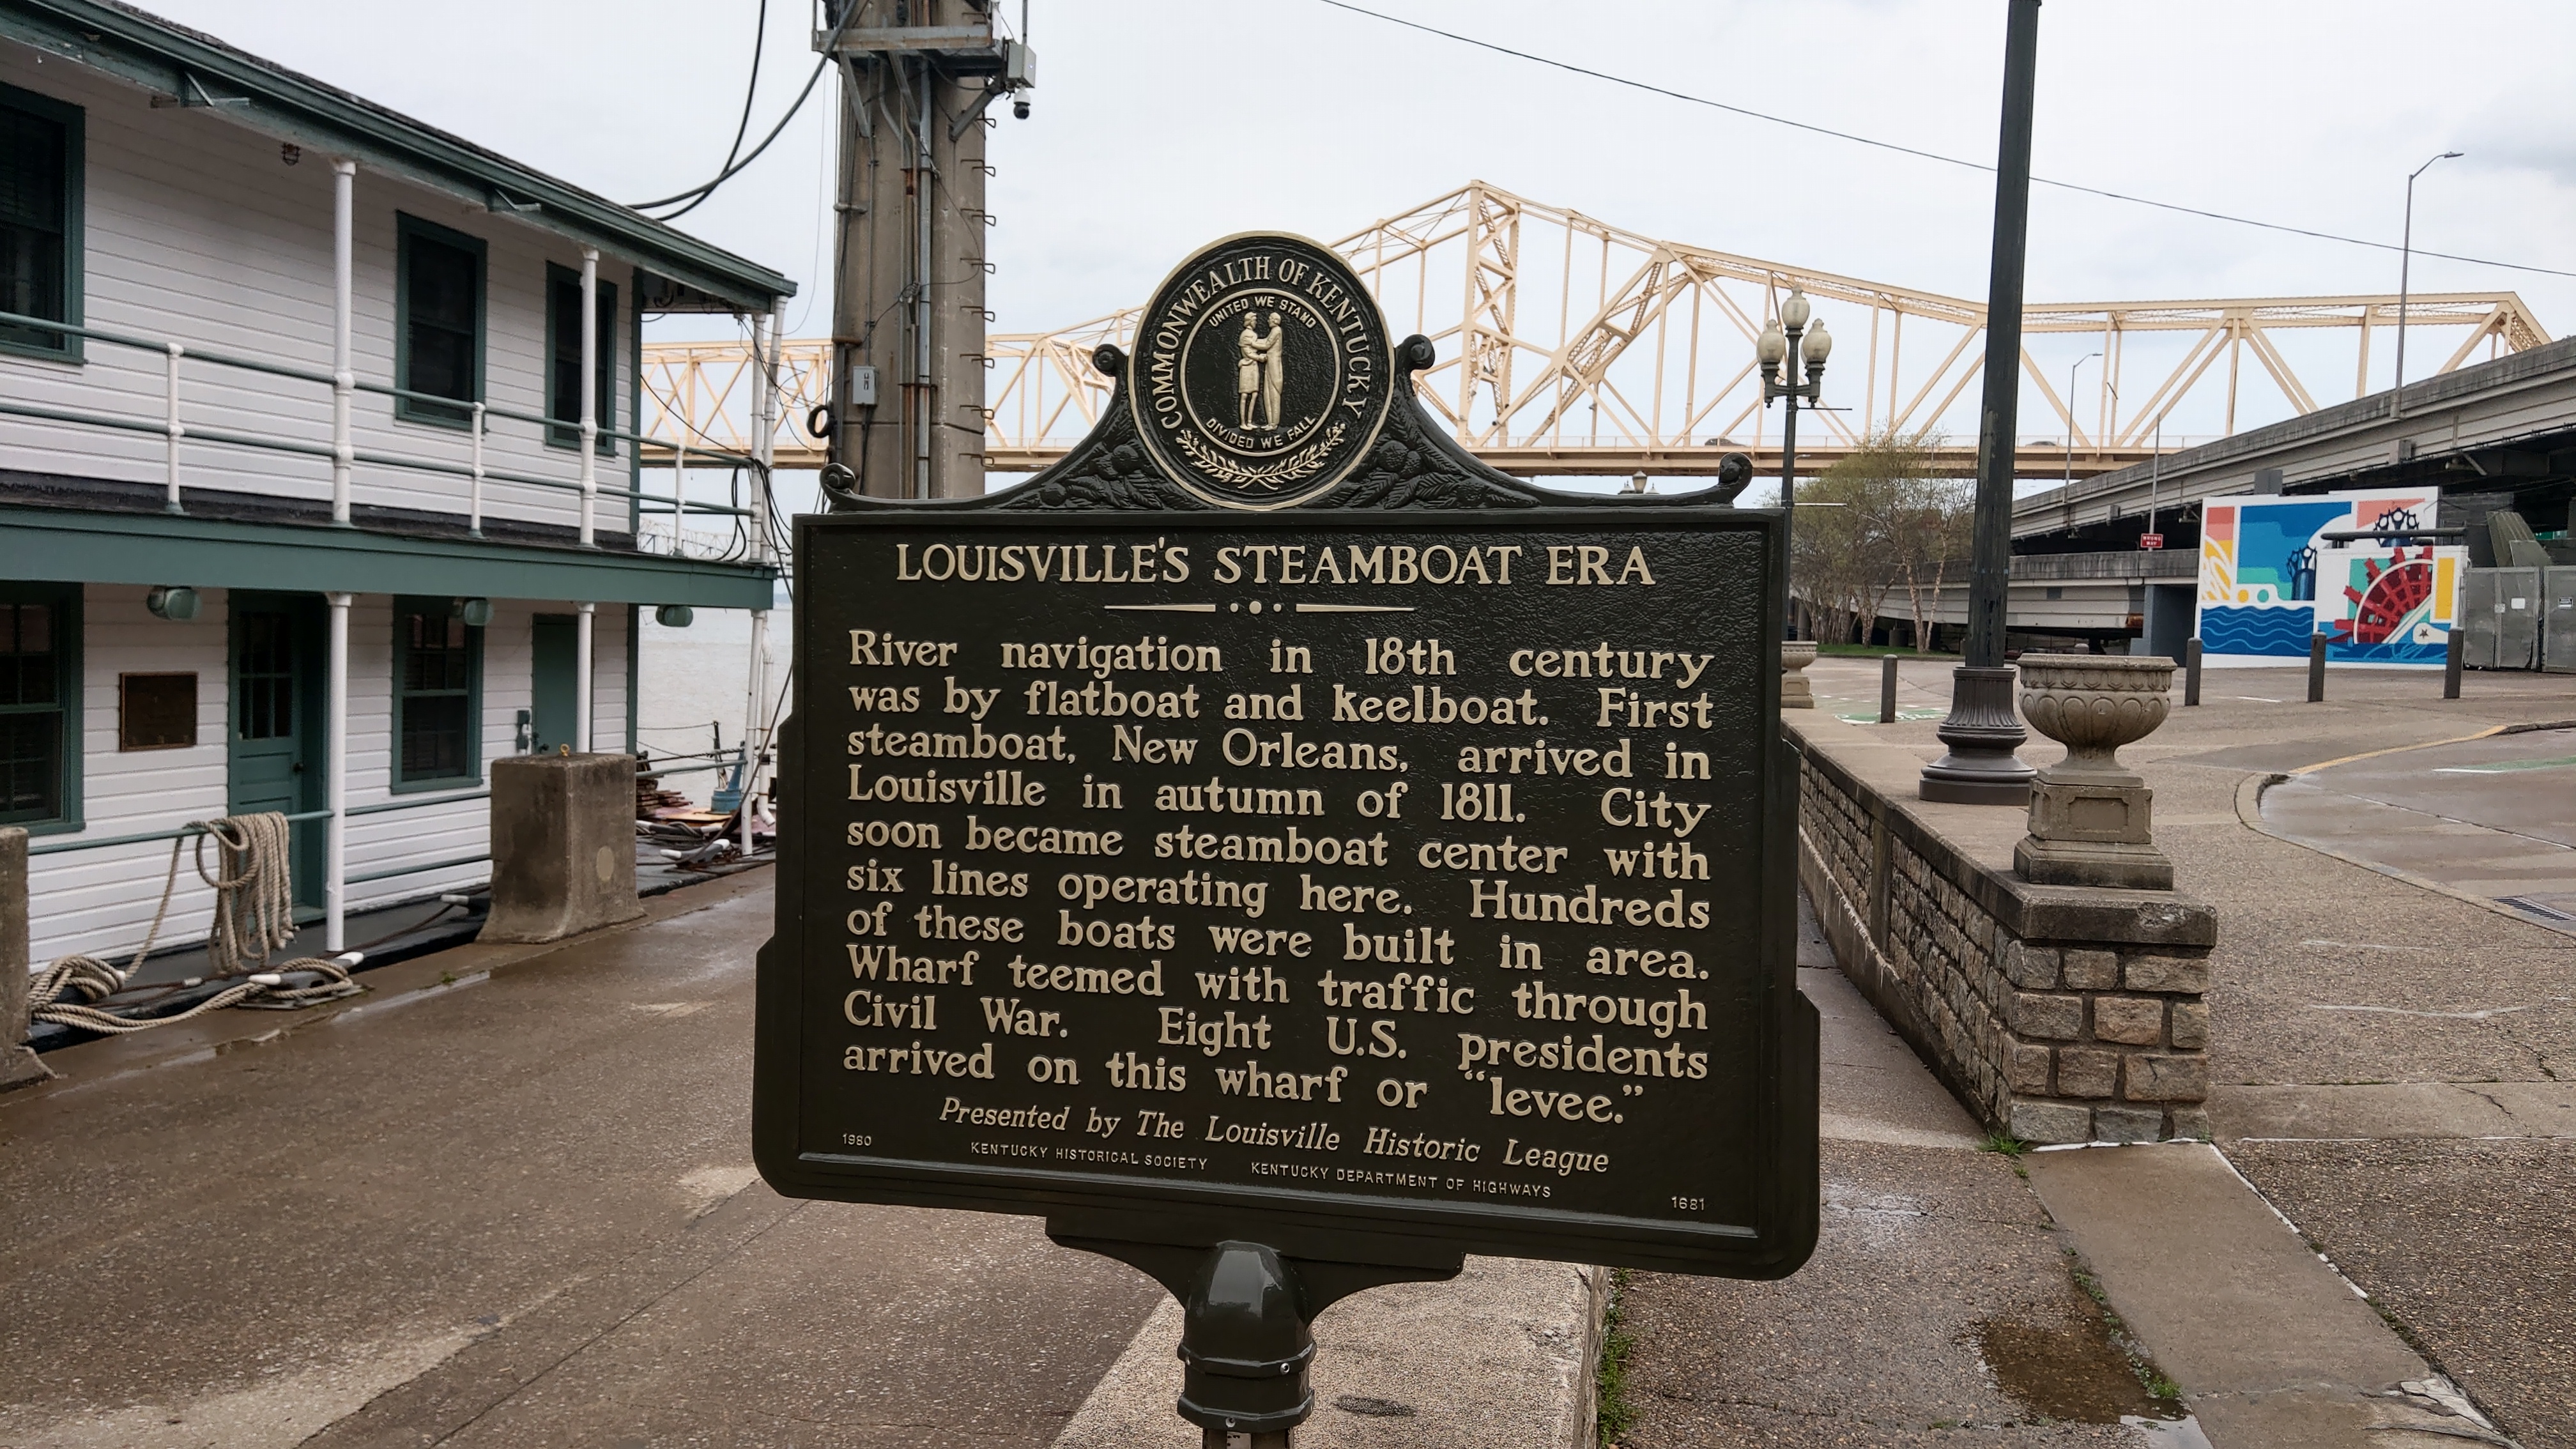 COMMONWEALTH OF KENTUCKY
UNITED WE STAND
DIVIDED WE FALL
LOUISVILLE'S STEAMBOAT ERA
River navigation in 18th century
was by flatboat and keelboat. First
steamboat, New Orleans, arrived in
Louisville in autumn of 1811. City
soon became steamboat center with
six lines operating here. Hundreds
of these boats were built in area.
Wharf teemed with traffic through
Civil War. Eight U.S. presidents
arrived on this wharf or "levee."
Presented by The Louisville Historic League
1980
KENTUCKY HISTORICAL SOCIETY KENTUCKY DEPARTMENT OF HIGHWAYS
1681
WRONG
WAY